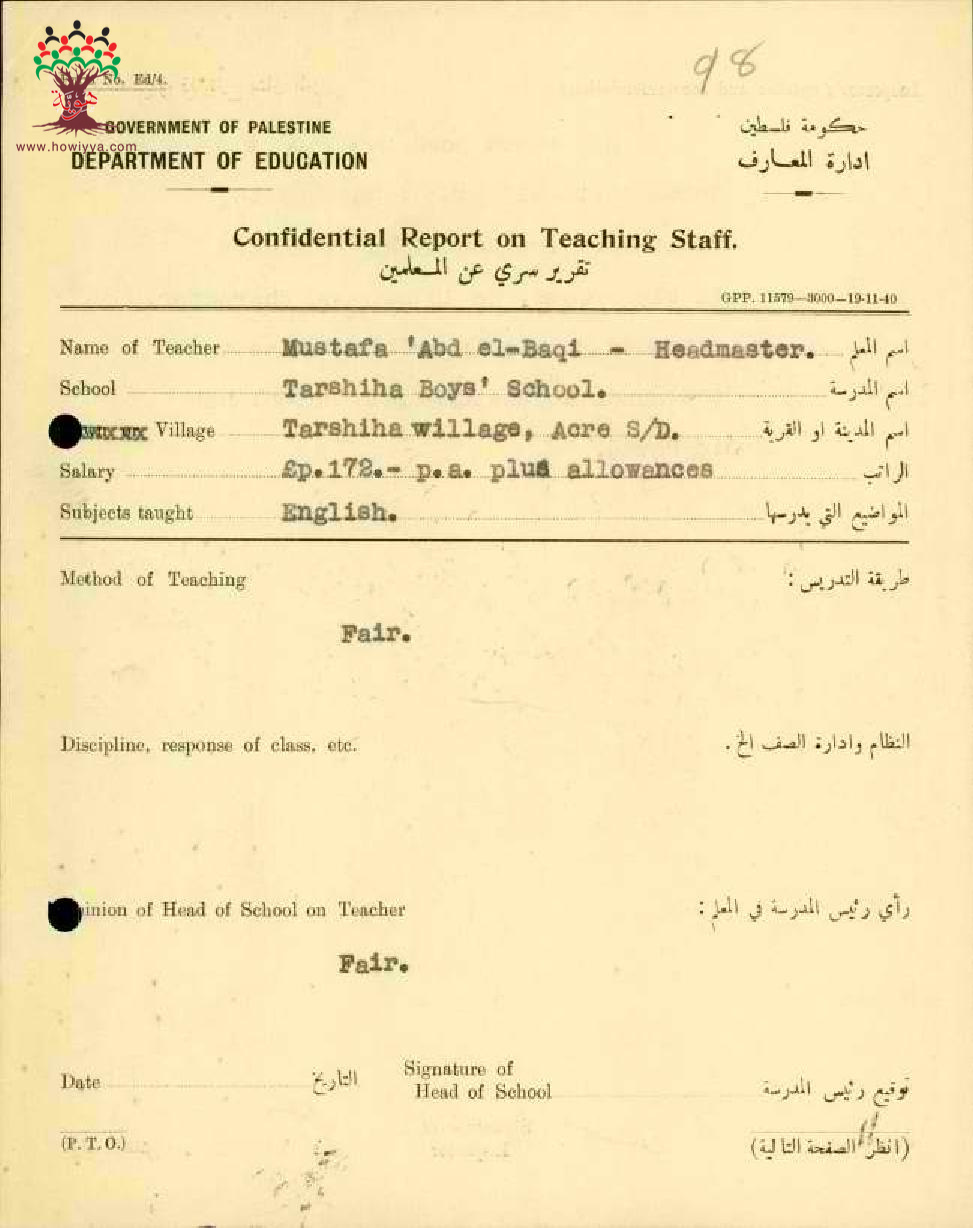 98
No. Ed/4.
هوية
www.howiyya.com
GOVERNMENT OF PALESTINE
حكومة فلسطين
DEPARTMENT OF EDUCATION
ادارة المعارف
Confidential Report on Teaching Staff.
تقرير سري عن المعلمين
GPP. 11579—3000—19-11-40
Name of Teacher Mustafa 'Abd el-Baqi - Headmaster. اسم المعلم
School Tarshiha Boys' School. اسم المدرسة
Village Tarshiha willage, Acre S/D. اسم المدينة او القرية
Salary £p.172.- p.a. plus allowances الراتب
Subjects taught English. المواضيع التي يدرسها
Method of Teaching طريقة التدريس :
Fair.
Discipline, response of class, etc. النظام وادارة الصف الخ .
inion of Head of School on Teacher رأي رئيس المدرسة في المعلم :
Fair.
Date التاريخ Signature of Head of School توقيع رئيس المدرسة
(P. T. O.) (انظر الصفحة التالية)